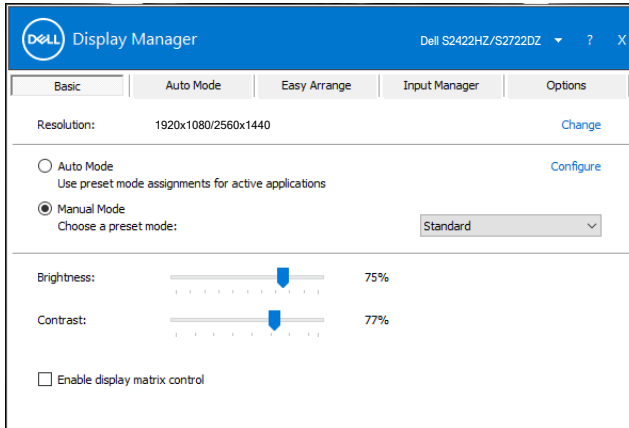 DELL Display Manager
Dell S2422HZ/S2722DZ ? X
Basic Auto Mode Easy Arrange Input Manager Options
Resolution: 1920x1080/2560x1440 Change
Auto Mode Configure
Use preset mode assignments for active applications
Manual Mode
Choose a preset mode: Standard
Brightness: 75%
Contrast: 77%
Enable display matrix control